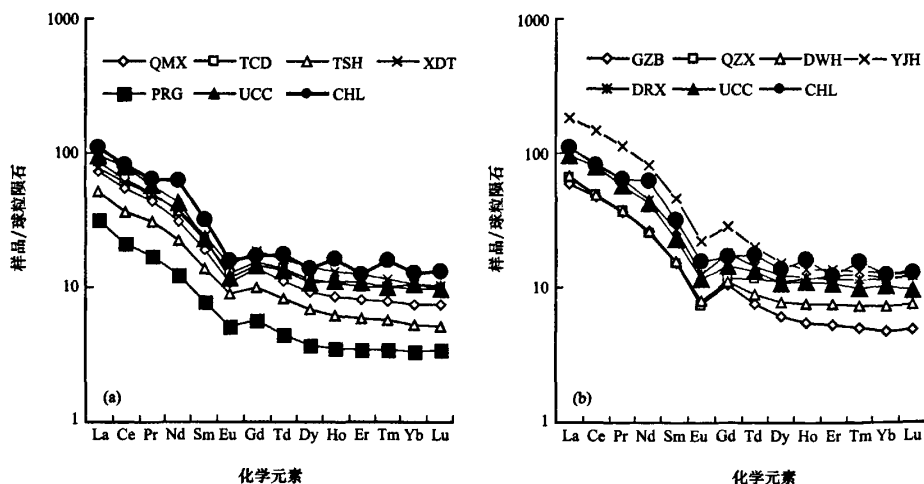 1000
100
10
1
样品/球粒陨石
QMX TCD TSH XDT
PRG UCC CHL
(a)
La Ce Pr Nd Sm Eu Gd Td Dy Ho Er Tm Yb Lu
化学元素
1000
100
10
1
样品/球粒陨石
GZB QZX DWH YJH
DRX UCC CHL
(b)
La Ce Pr Nd Sm Eu Gd Td Dy Ho Er Tm Yb Lu
化学元素